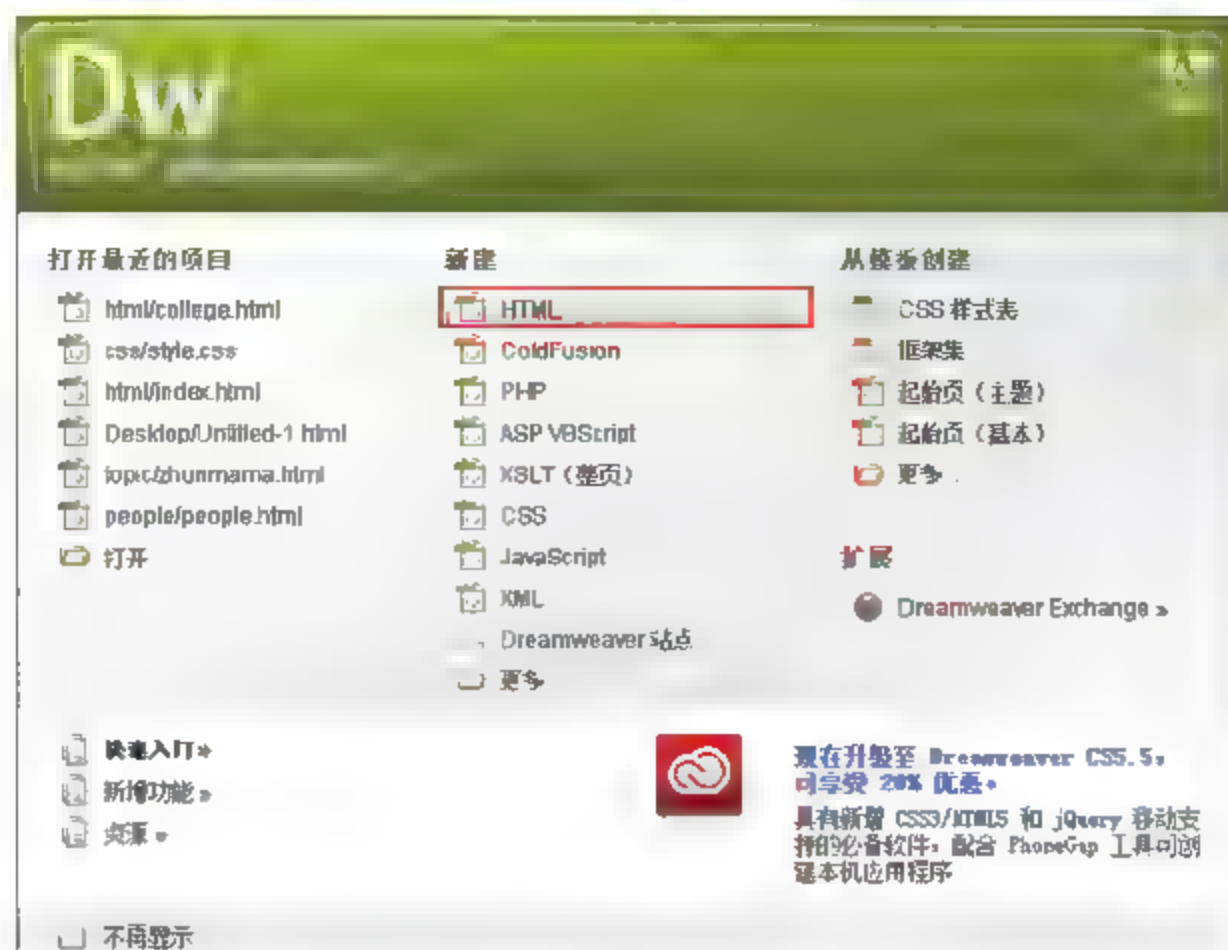 Dw
打开最近的项目
html/college.html
css/style.css
html/index.html
Desktop/Untitled-1.html
topic/zhunmama.html
people/people.html
打开
新建
HTML
ColdFusion
PHP
ASP VBScript
XSLT（整页）
CSS
JavaScript
XML
Dreamweaver 站点
更多
从模板创建
CSS 样式表
框架集
起始页（主题）
起始页（基本）
更多
扩展
Dreamweaver Exchange »
快速入门»
新增功能 »
资源 »
现在升级至 Dreamweaver CS5.5，
可享受 20% 优惠。
具有新增 CSS3/HTML5 和 jQuery 移动支
持的必备软件，配合 PhoneGap 工具可创
建本机应用程序
不再显示